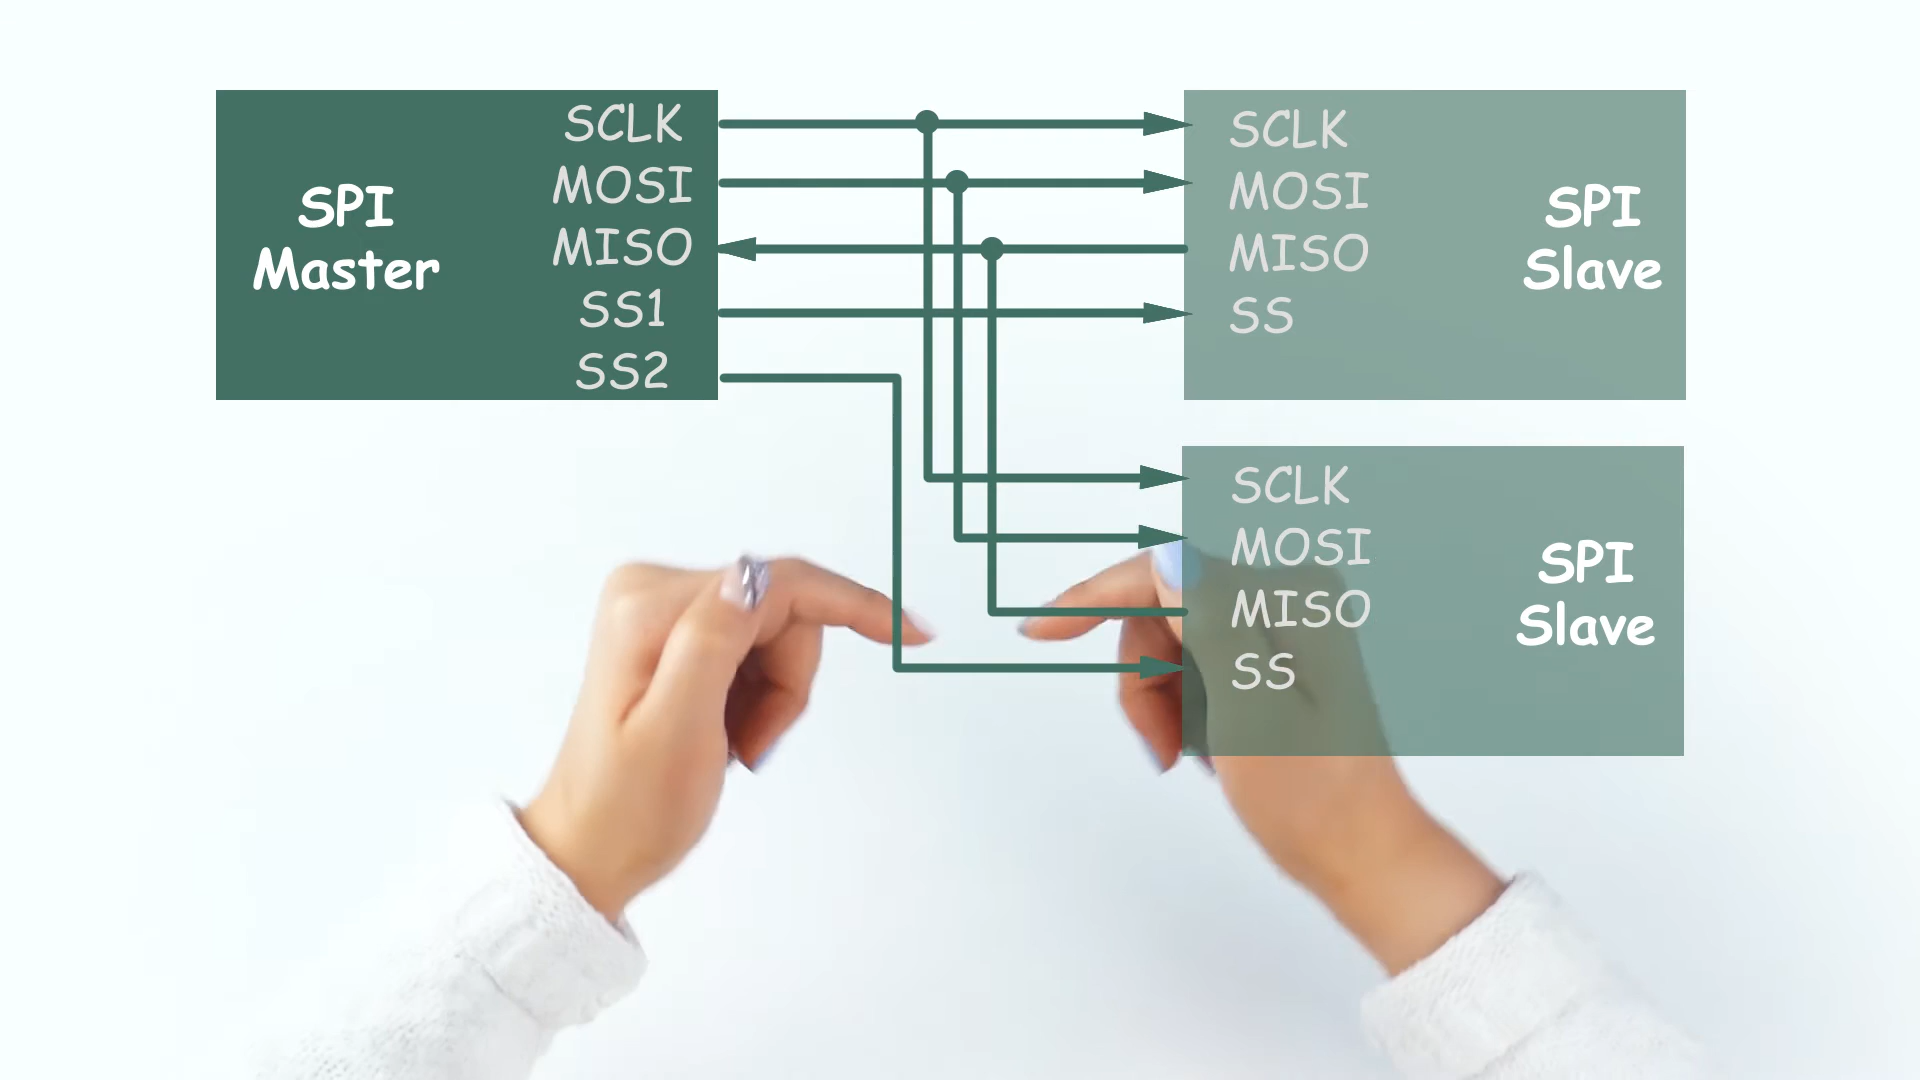 SPI
Master
SCLK
MOSI
MISO
SS1
SS2
SCLK
MOSI
MISO
SS
SPI
Slave
SCLK
MOSI
MISO
SS
SPI
Slave